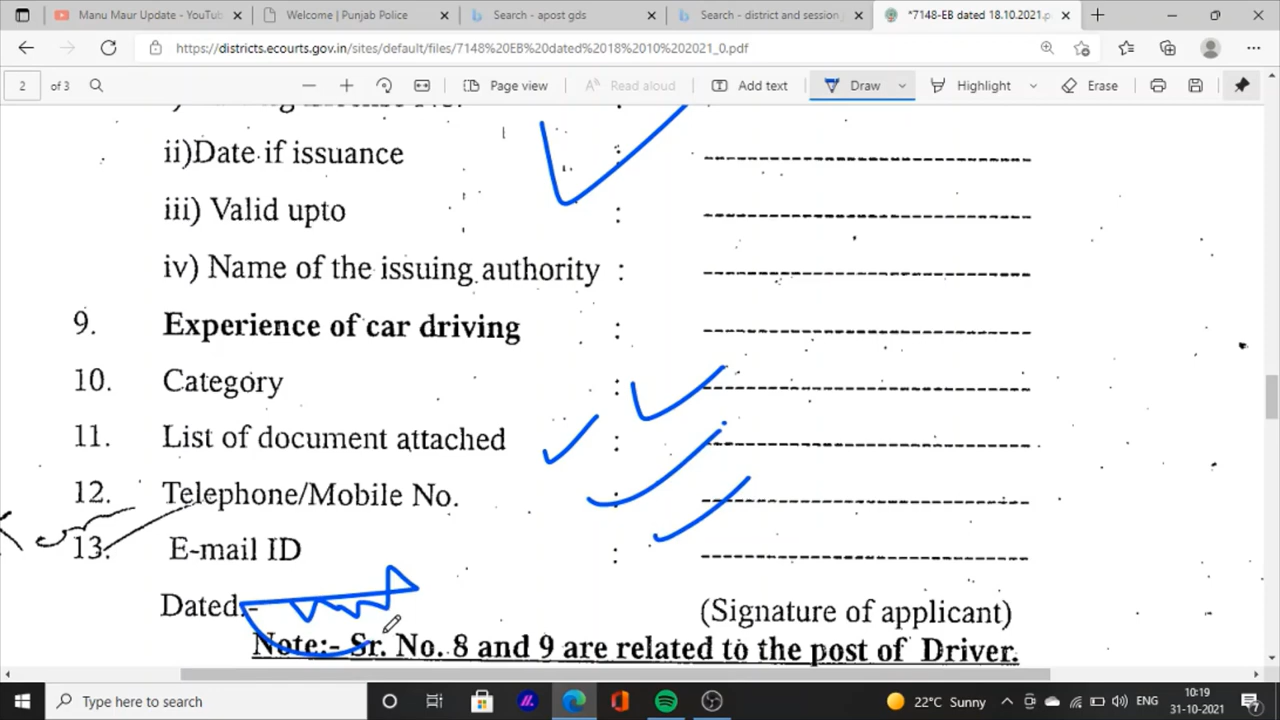 Manu Maur Update - YouTu
Welcome | Punjab Police
Search - apost gds
Search - district and session
*7148-EB dated 18.10.2021.p
https://districts.ecourts.gov.in/sites/default/files/7148%20EB%20dated%2018%2010%202021_0.pdf
2 of 3
Page view
Read aloud
Add text
Draw
Highlight
Erase
ii)Date if issuance :
iii) Valid upto :
iv) Name of the issuing authority :
9. Experience of car driving :
10. Category :
11. List of document attached :
12. Telephone/Mobile No. :
13. E-mail ID :
Dated:-
(Signature of applicant)
Note:- Sr. No. 8 and 9 are related to the post of Driver.
Type here to search
22°C Sunny
ENG
10:19
31-10-2021
7